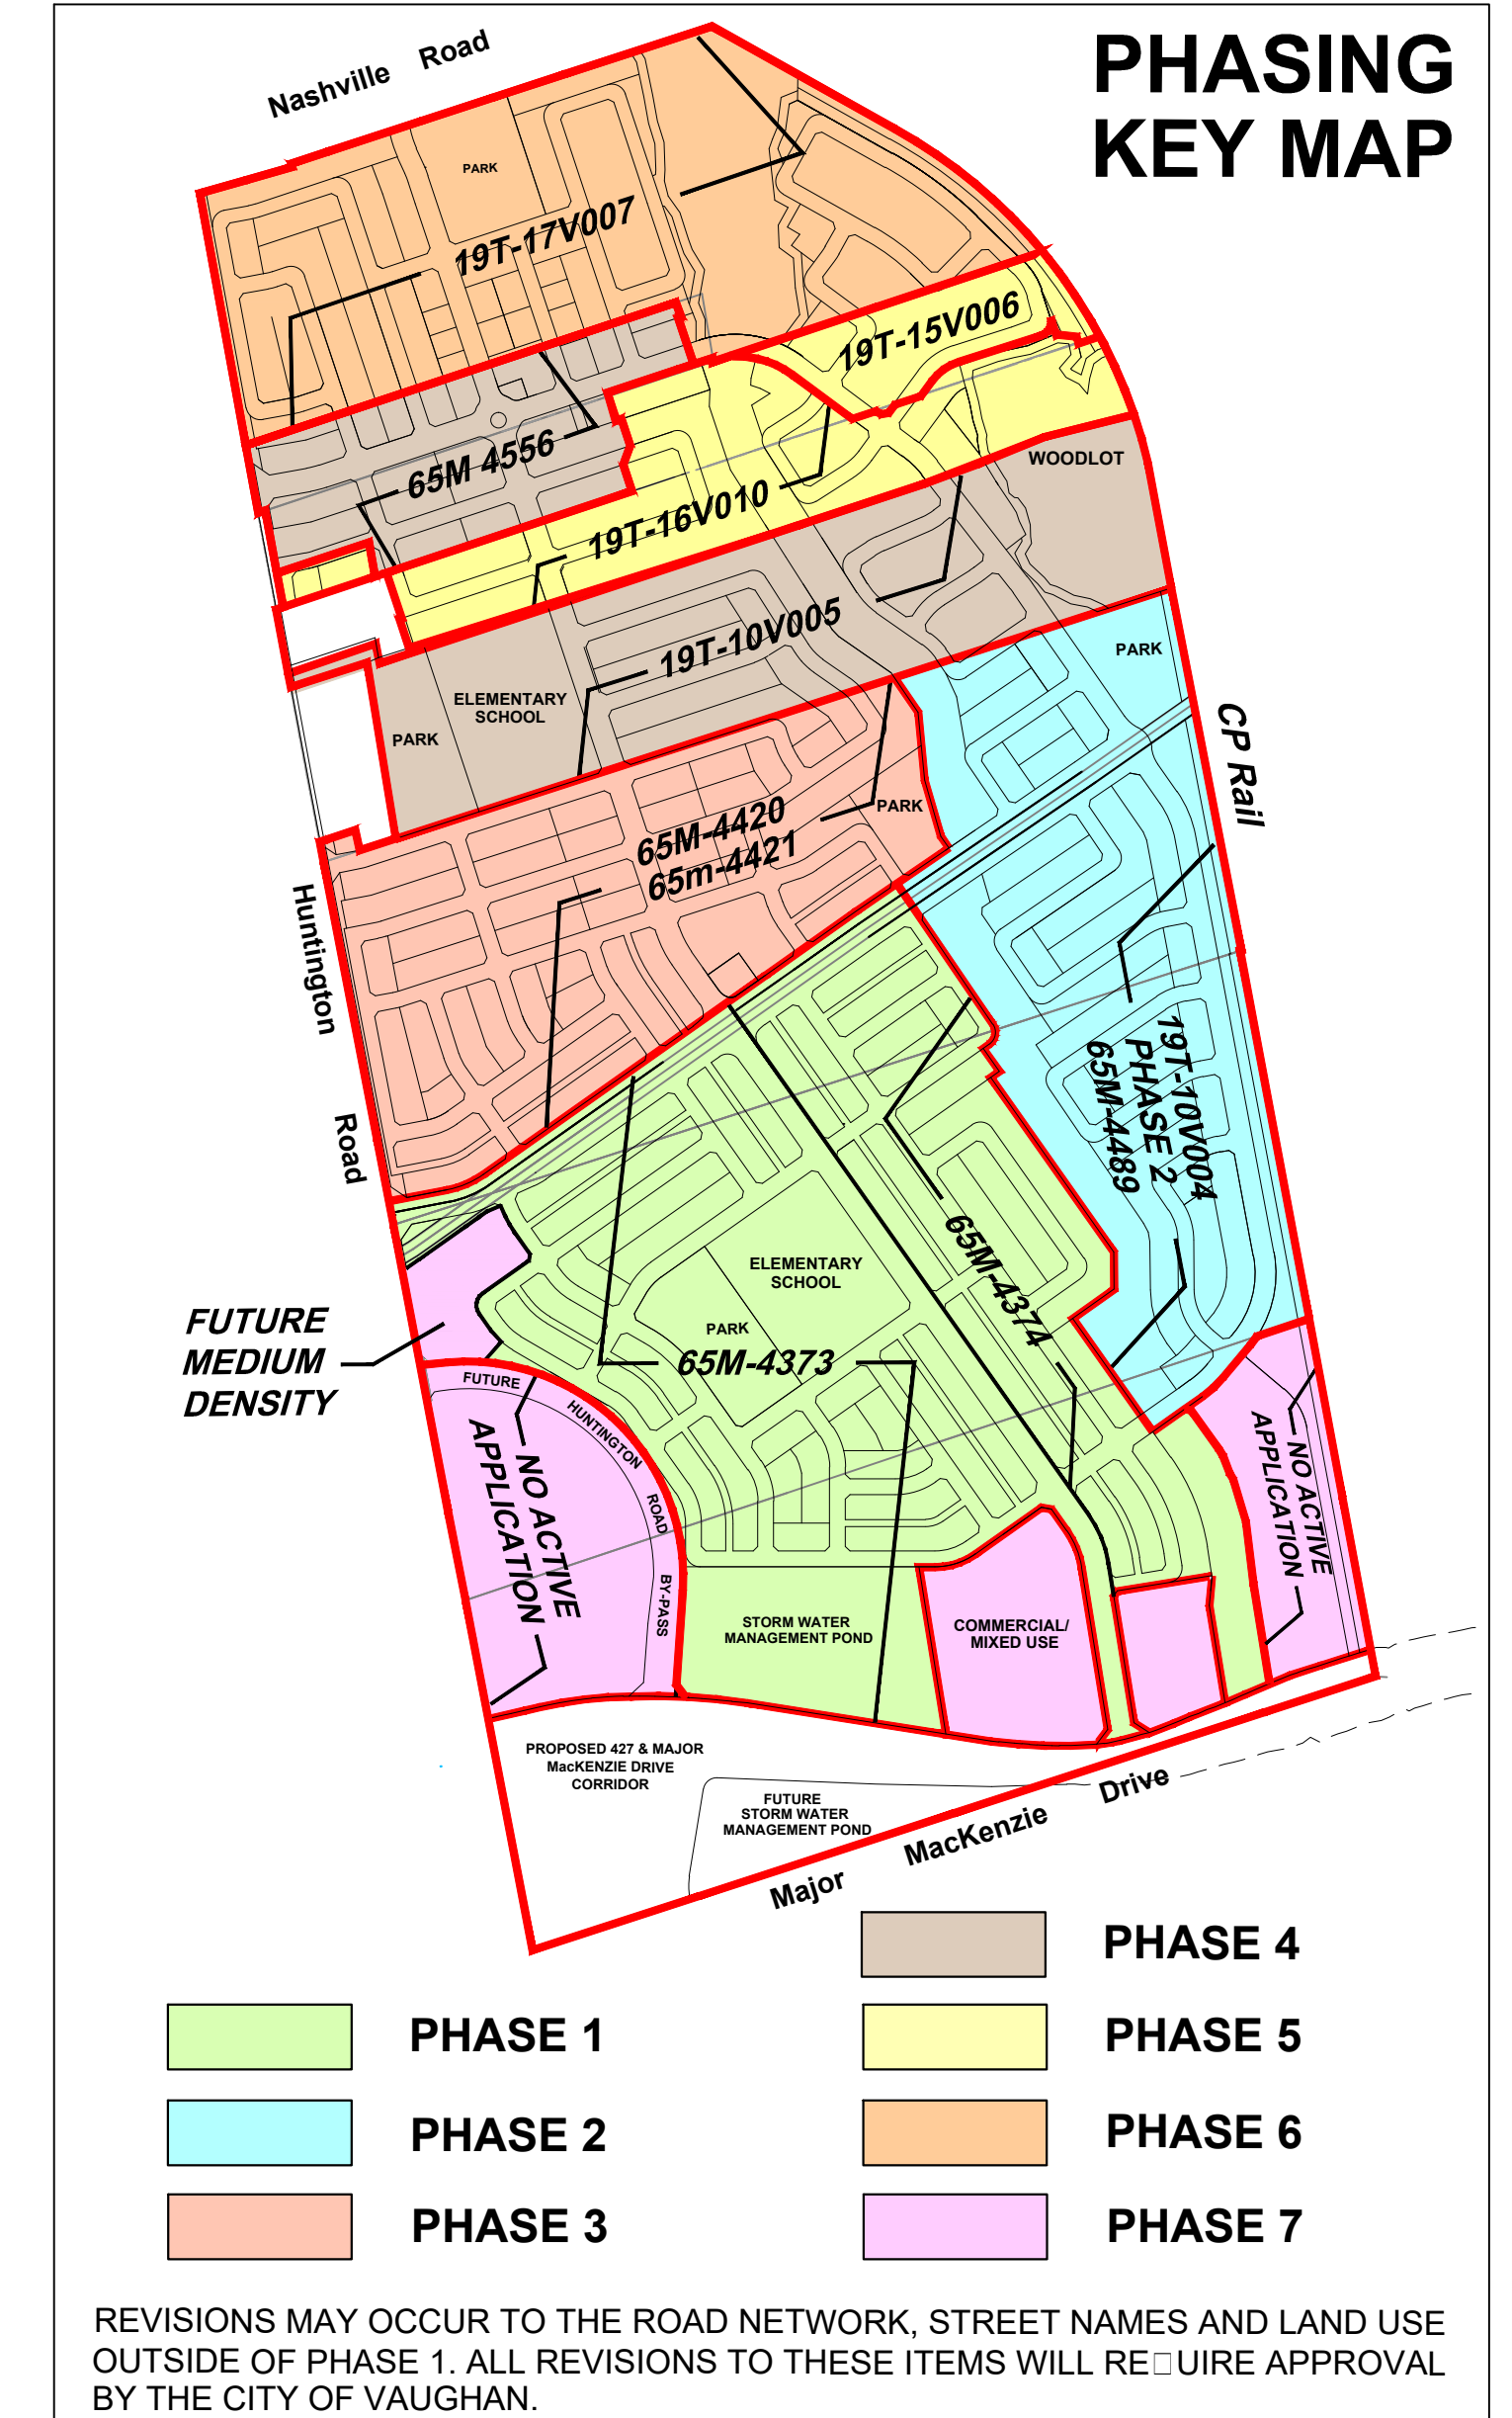 PHASING
KEY MAP
Nashville Road
PARK
19T-17V007
19T-15V006
65M 4556
WOODLOT
19T-16V010
19T-10V005
PARK
ELEMENTARY
SCHOOL
PARK
CP Rail
65M-4420
65m-4421
PARK
Huntington Road
19T-10V004
PHASE 2
65M-4489
65M-4374
ELEMENTARY
SCHOOL
PARK
65M-4373
FUTURE
MEDIUM
DENSITY
FUTURE HUNTINGTON ROAD BY-PASS
NO ACTIVE
APPLICATION
NO ACTIVE
APPLICATION
STORM WATER
MANAGEMENT POND
COMMERCIAL/
MIXED USE
PROPOSED 427 & MAJOR
MacKENZIE DRIVE
CORRIDOR
FUTURE
STORM WATER
MANAGEMENT POND
Major MacKenzie Drive
PHASE 4
PHASE 1
PHASE 5
PHASE 2
PHASE 6
PHASE 3
PHASE 7
REVISIONS MAY OCCUR TO THE ROAD NETWORK, STREET NAMES AND LAND USE
OUTSIDE OF PHASE 1. ALL REVISIONS TO THESE ITEMS WILL RE□UIRE APPROVAL
BY THE CITY OF VAUGHAN.